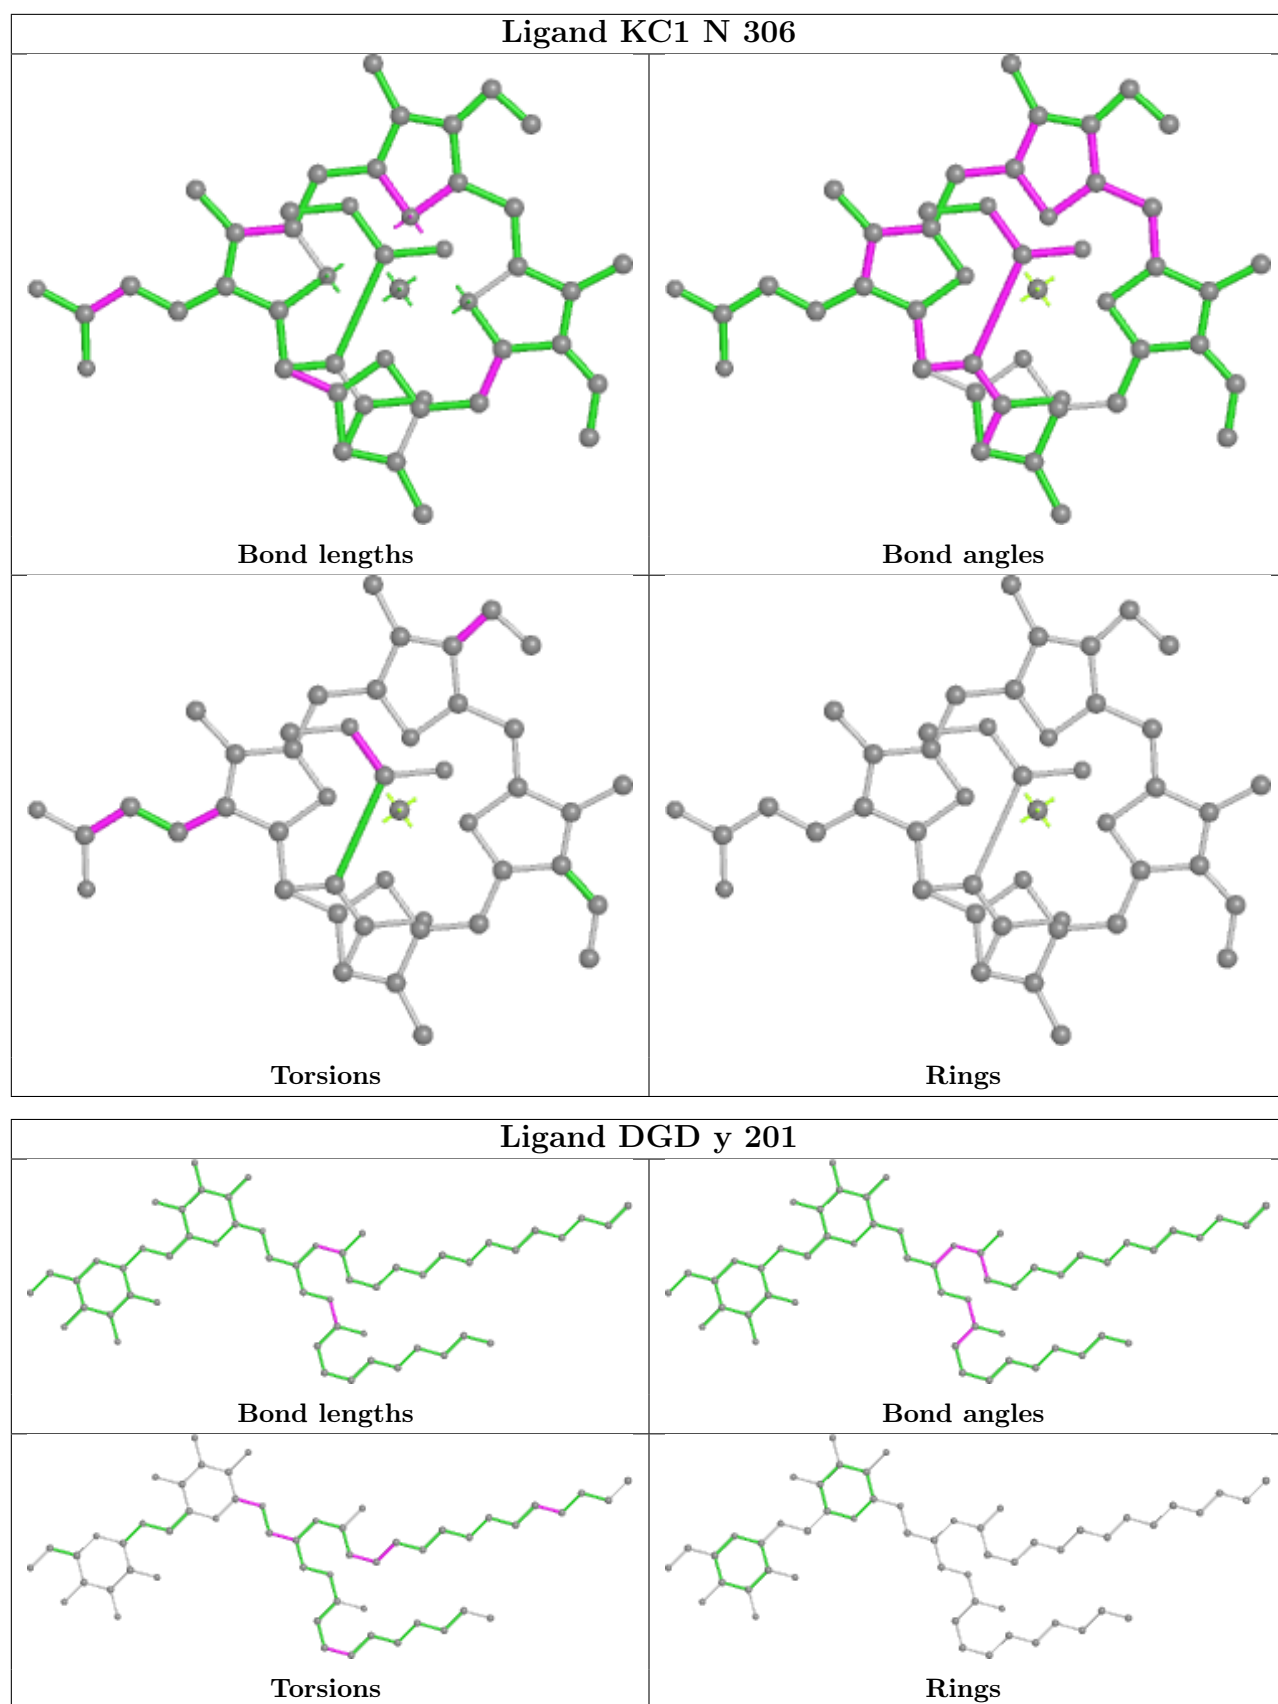 Ligand KC1 N 306
Bond lengths
Bond angles
Torsions
Rings
Ligand DGD y 201
Bond lengths
Bond angles
Torsions
Rings